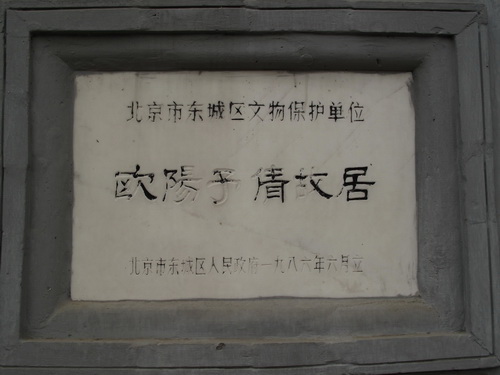 北京市东城区文物保护单位
欧陽予倩故居
北京市东城区人民政府一九八六年六月立